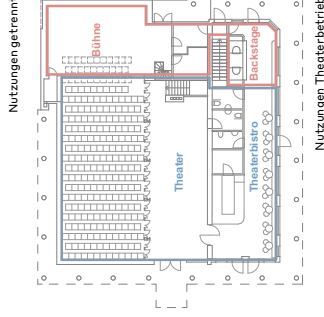 Nutzungen getrennt
Bühne
Backstage
Theater
Theaterbistro
Nutzungen Theaterbetrieb